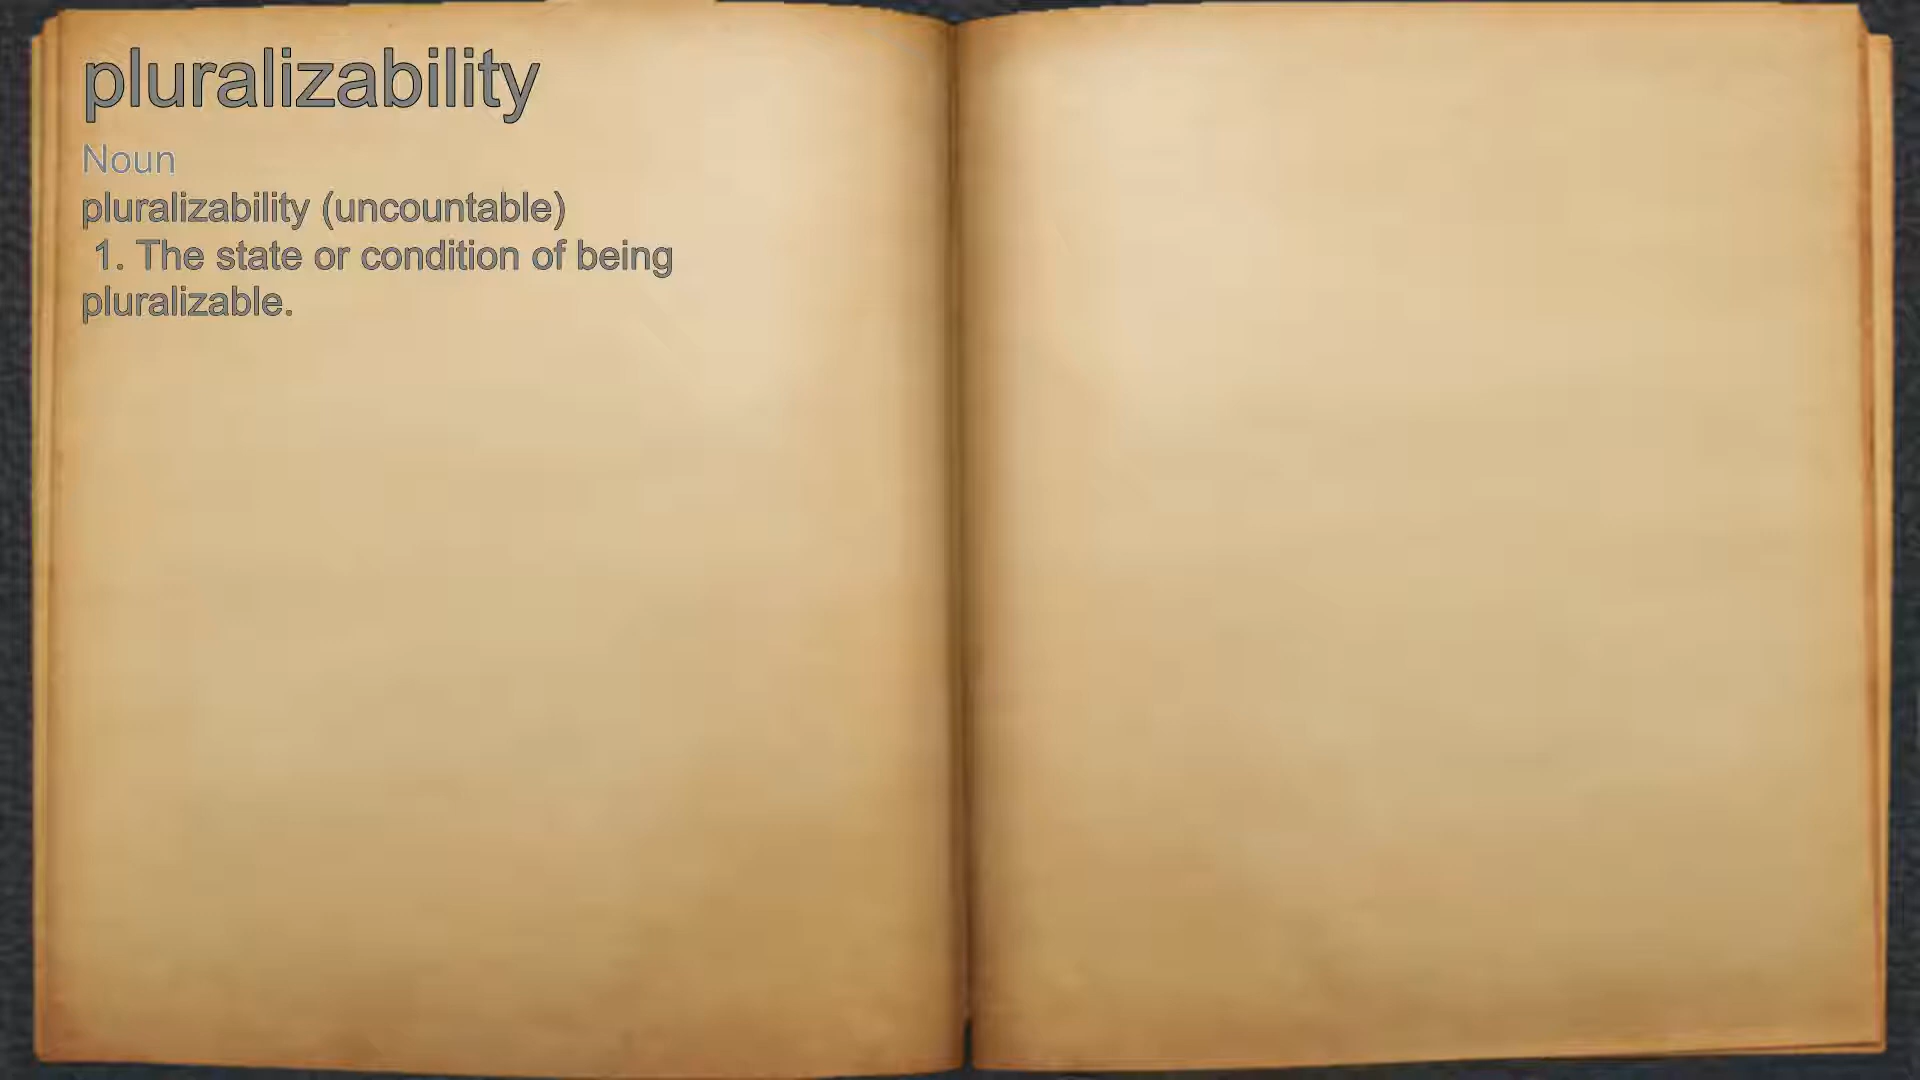 pluralizability
Noun
pluralizability (uncountable)
1. The state or condition of being
pluralizable.